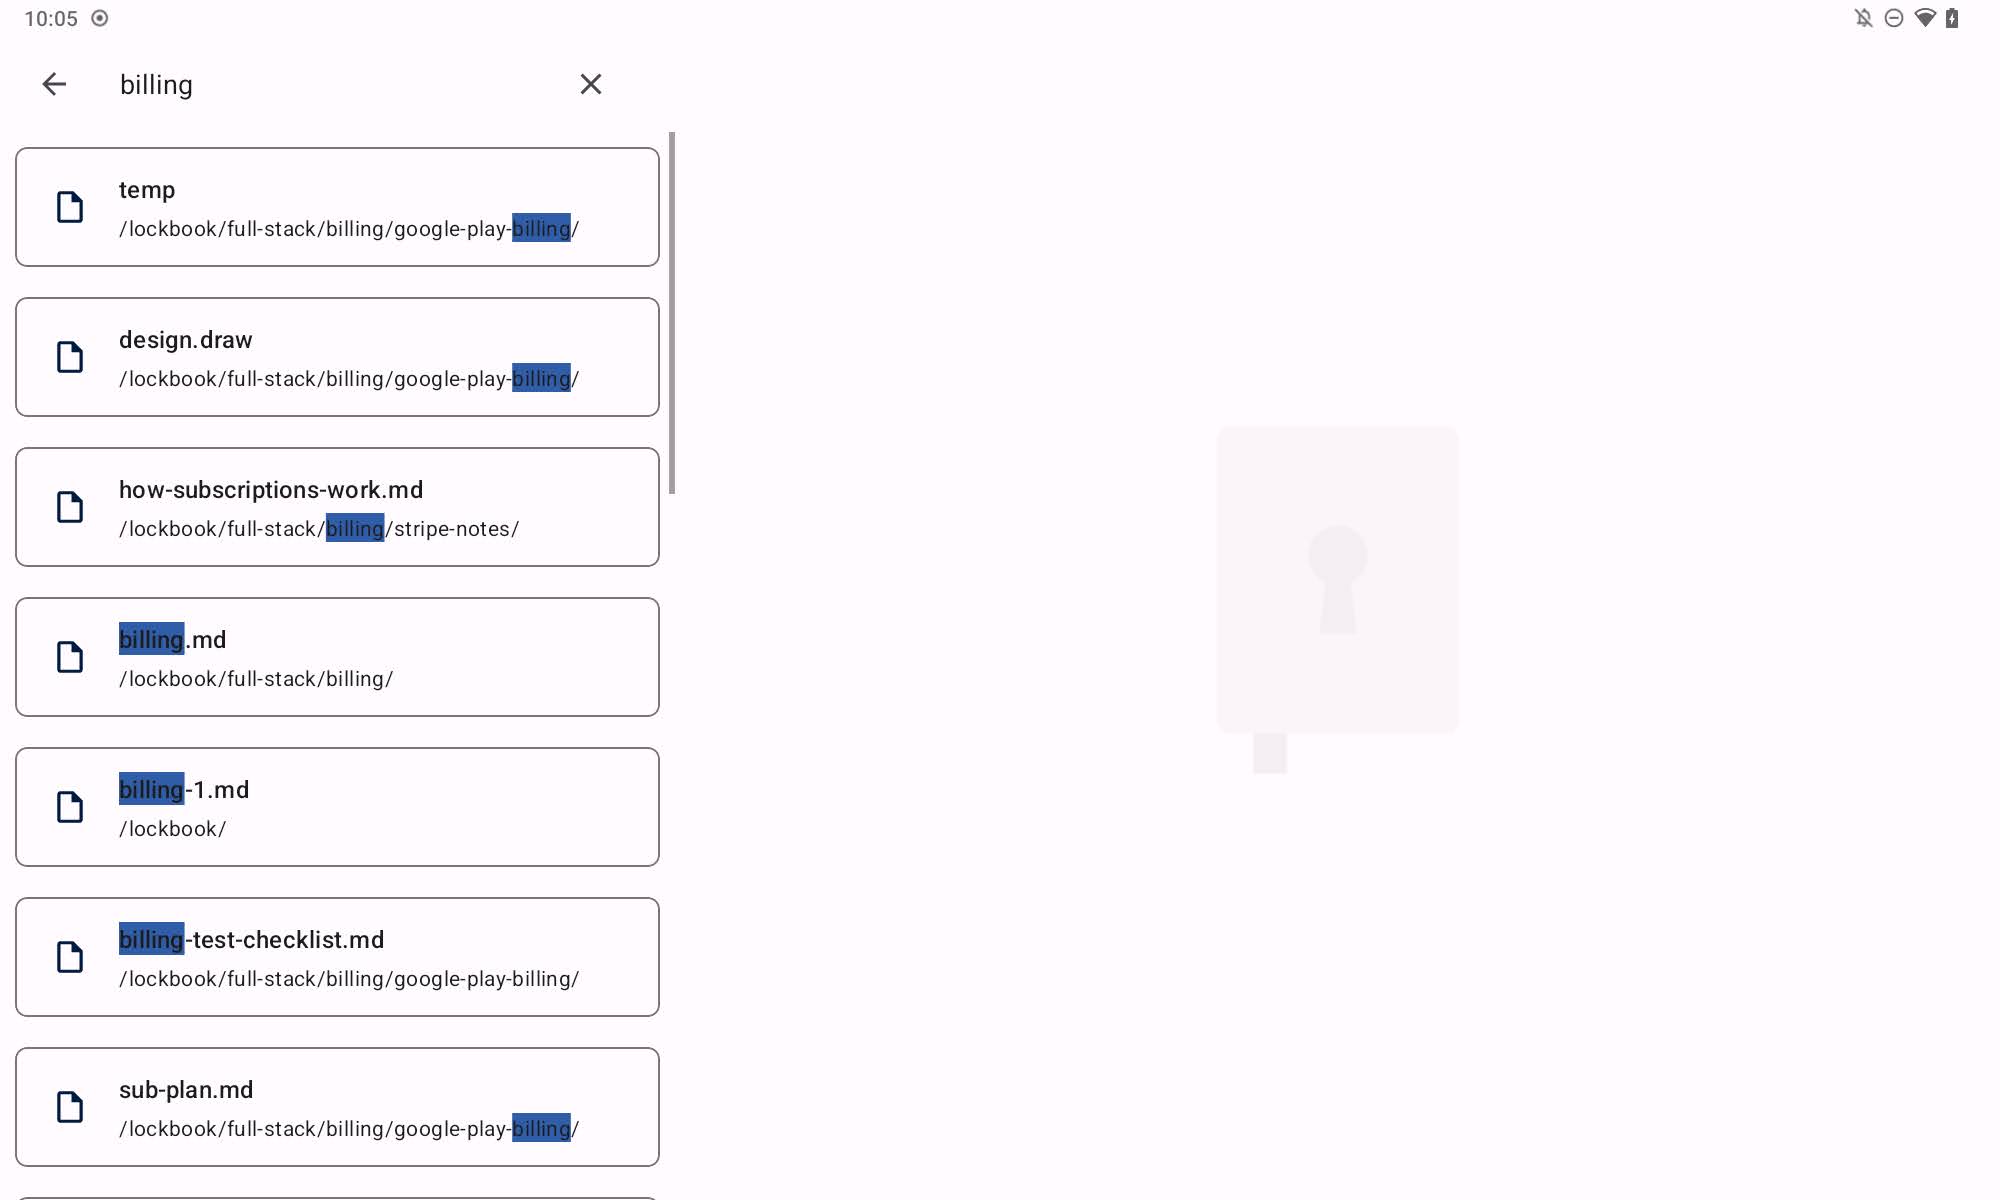 10:05
billing
temp
/lockbook/full-stack/billing/google-play-billing/
design.draw
/lockbook/full-stack/billing/google-play-billing/
how-subscriptions-work.md
/lockbook/full-stack/billing/stripe-notes/
billing.md
/lockbook/full-stack/billing/
billing-1.md
/lockbook/
billing-test-checklist.md
/lockbook/full-stack/billing/google-play-billing/
sub-plan.md
/lockbook/full-stack/billing/google-play-billing/